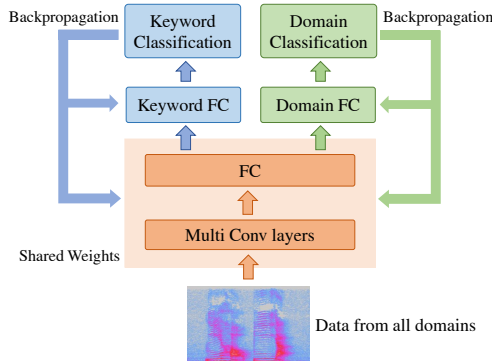 Backpropagation
Keyword
Classification
Domain
Classification
Backpropagation
Keyword FC
Domain FC
FC
Multi Conv layers
Shared Weights
Data from all domains